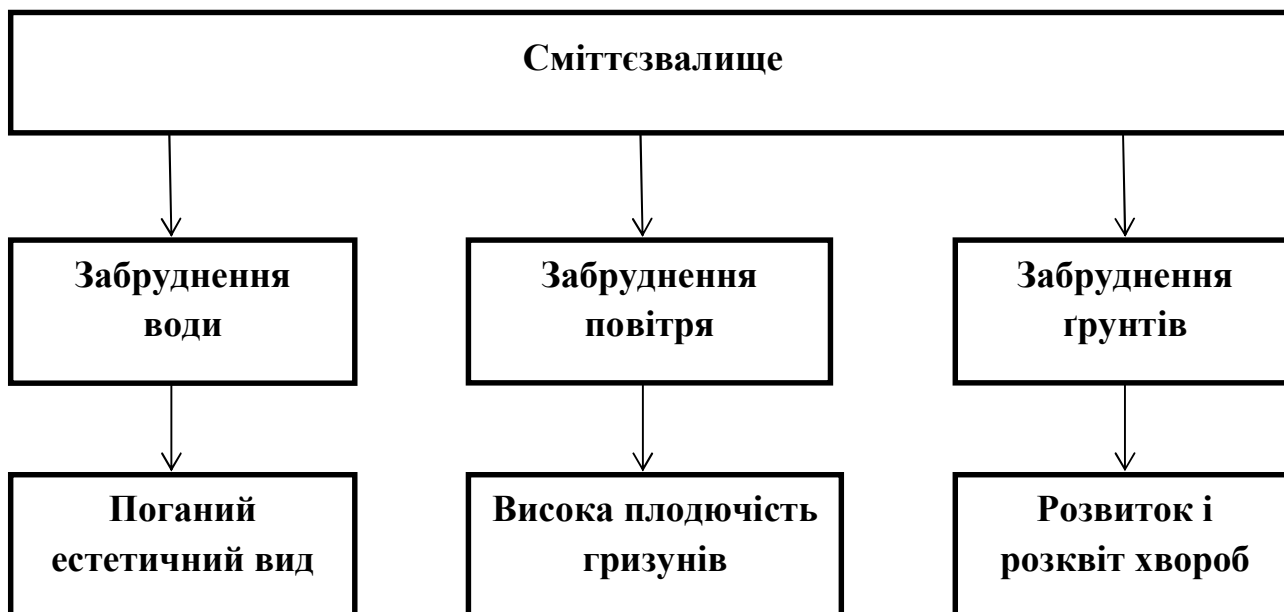 Сміттєзвалище
Забруднення
води
Забруднення
повітря
Забруднення
ґрунтів
Поганий
естетичний вид
Висока плодючість
гризунів
Розвиток і
розквіт хвороб